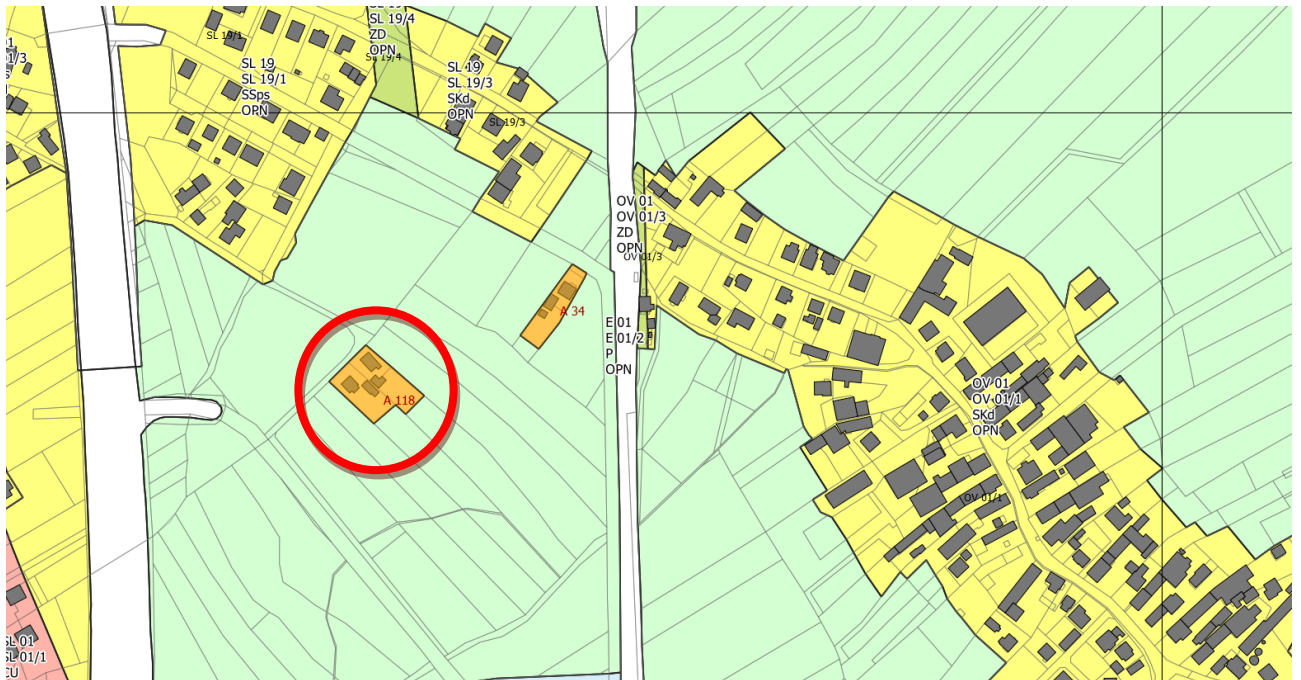 SL 19/4
ZD
OPN
SL 19/4
SL 19/1
SL 19
SL 19/1
SSps
OPN
SL 19
SL 19/3
SKd
OPN
SL 19/3
OV 01
OV 01/3
ZD
OPN
OV 01/3
A 34
E 01
E 01/2
P
OPN
A 118
OV 01
OV 01/1
SKd
OPN
OV 01/1
SL 01
SL 01/1
CU